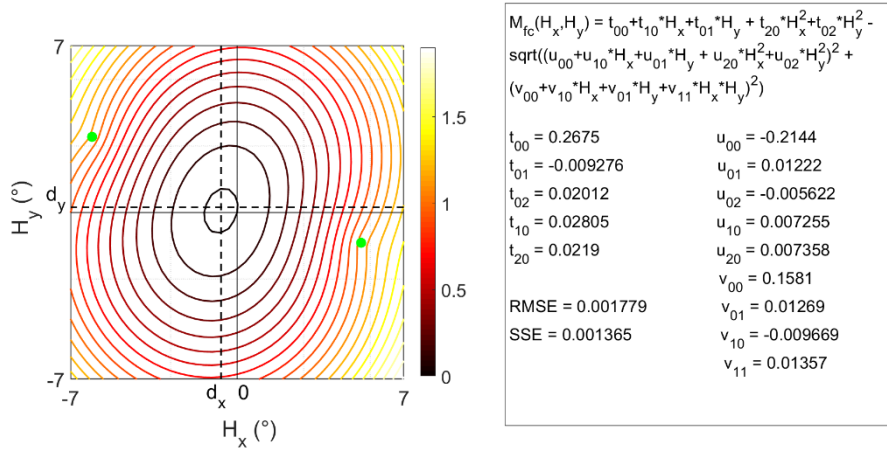 7
H_y (°)
d_y
-7
-7
d_x
0
7
H_x (°)
1.5
1
0.5
0
M_fc(H_x,H_y) = t_00+t_10*H_x+t_01*H_y + t_20*H_x^2+t_02*H_y^2 -
sqrt((u_00+u_10*H_x+u_01*H_y + u_20*H_x^2+u_02*H_y^2)^2 +
(v_00+v_10*H_x+v_01*H_y+v_11*H_x*H_y)^2)
t_00 = 0.2675 u_00 = -0.2144
t_01 = -0.009276 u_01 = 0.01222
t_02 = 0.02012 u_02 = -0.005622
t_10 = 0.02805 u_10 = 0.007255
t_20 = 0.0219 u_20 = 0.007358
v_00 = 0.1581
RMSE = 0.001779 v_01 = 0.01269
SSE = 0.001365 v_10 = -0.009669
v_11 = 0.01357